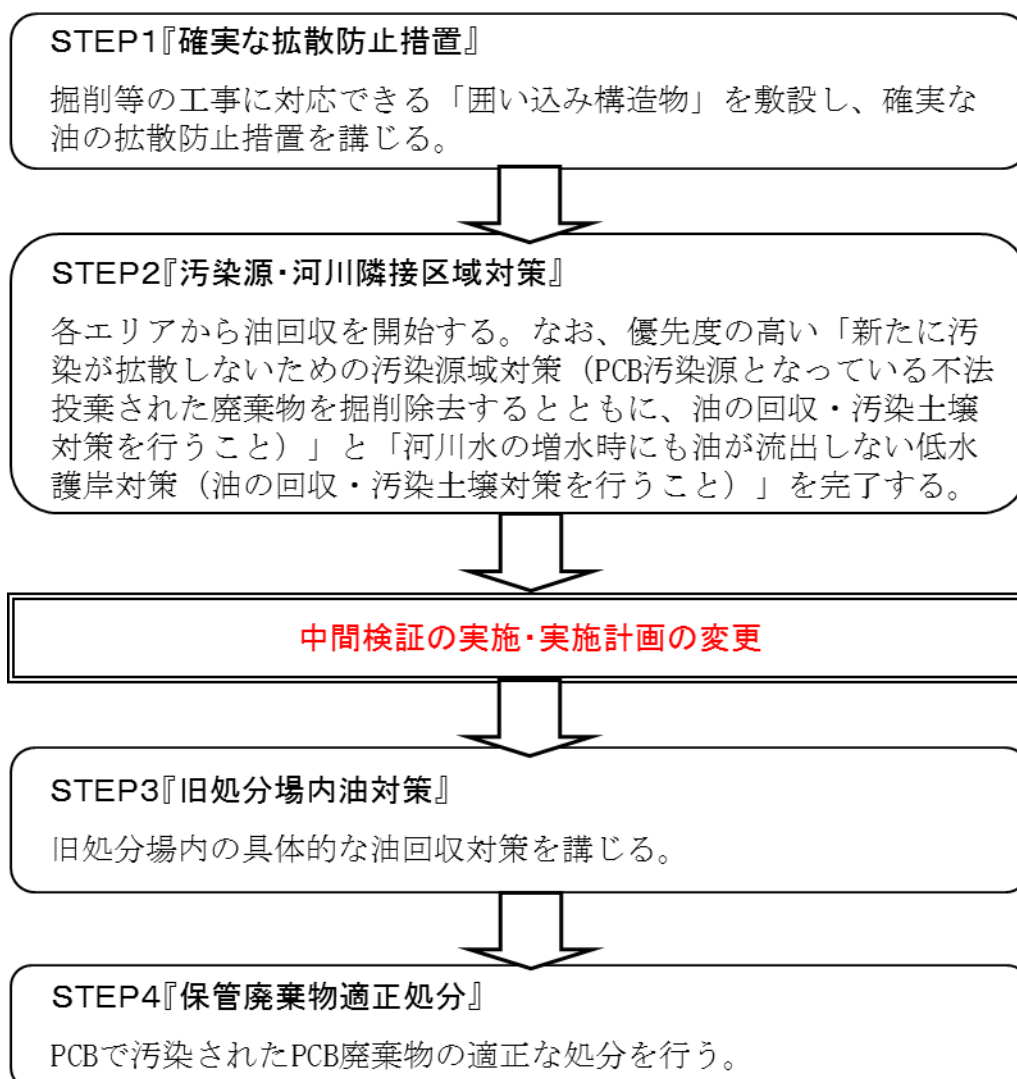 STEP1『確実な拡散防止措置』
掘削等の工事に対応できる「囲い込み構造物」を敷設し、確実な
油の拡散防止措置を講じる。
STEP2『汚染源・河川隣接区域対策』
各エリアから油回収を開始する。なお、優先度の高い「新たに汚
染が拡散しないための汚染源域対策（PCB汚染源となっている不法
投棄された廃棄物を掘削除去するとともに、油の回収・汚染土壌
対策を行うこと）」と「河川水の増水時にも油が流出しない低水
護岸対策（油の回収・汚染土壌対策を行うこと）」を完了する。
中間検証の実施・実施計画の変更
STEP3『旧処分場内油対策』
旧処分場内の具体的な油回収対策を講じる。
STEP4『保管廃棄物適正処分』
PCBで汚染されたPCB廃棄物の適正な処分を行う。